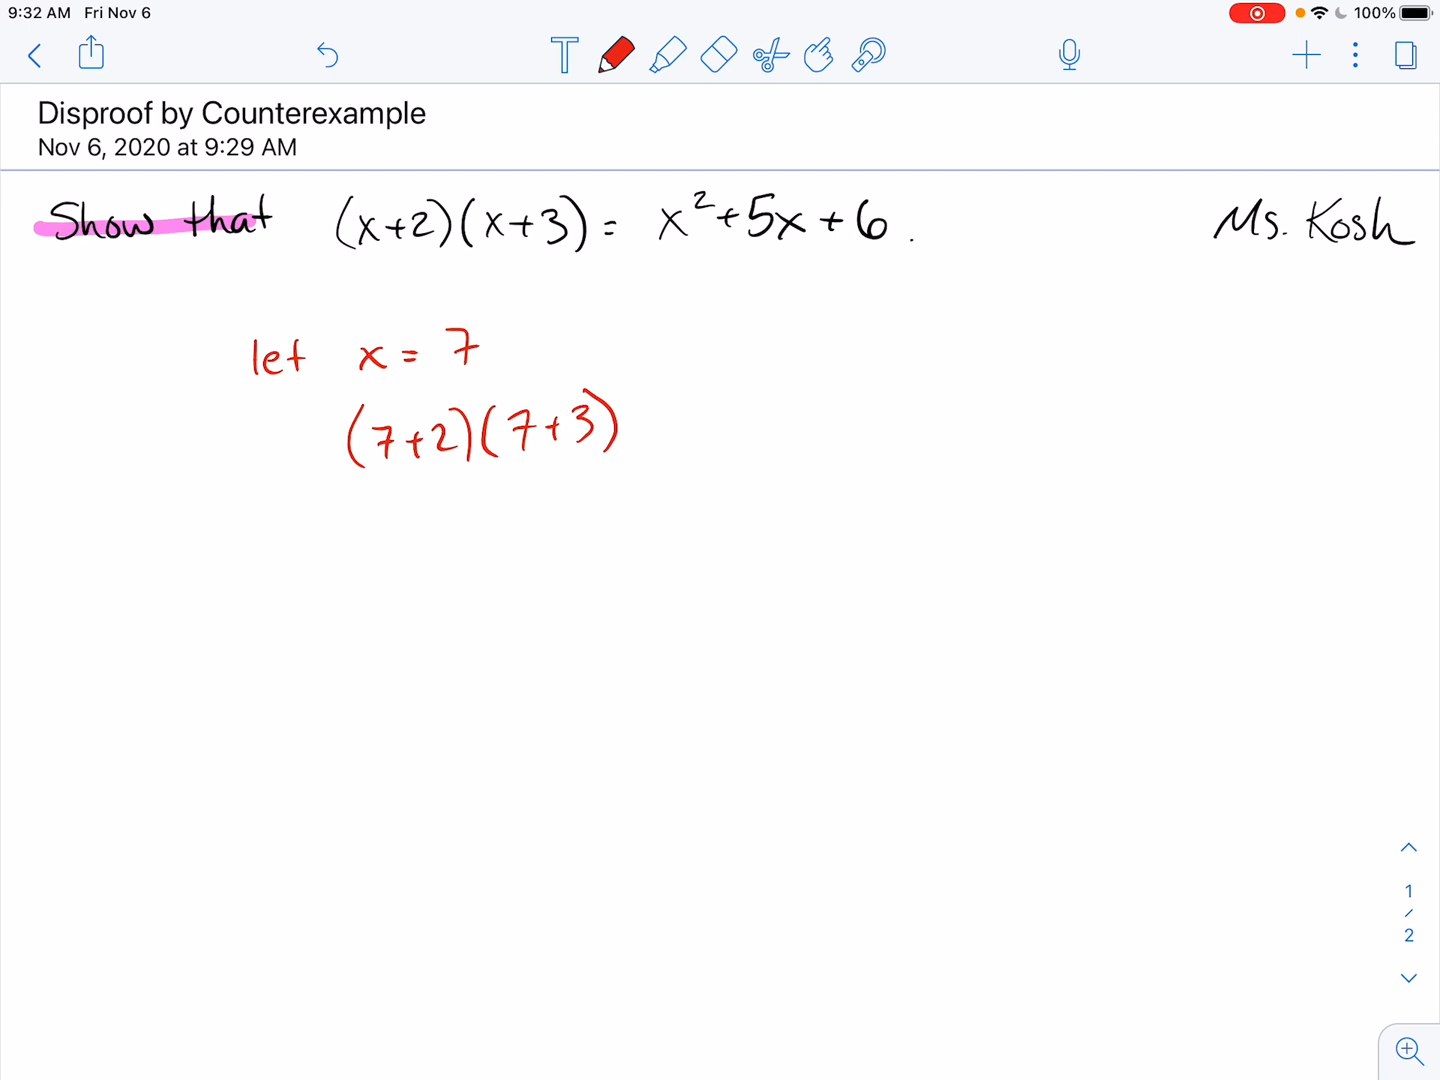 9:32 AM Fri Nov 6 100%
T
Disproof by Counterexample
Nov 6, 2020 at 9:29 AM
Show that (x+2)(x+3) = x²+5x+6. Ms. Kosh
let x = 7
(7+2)(7+3)
1
/
2